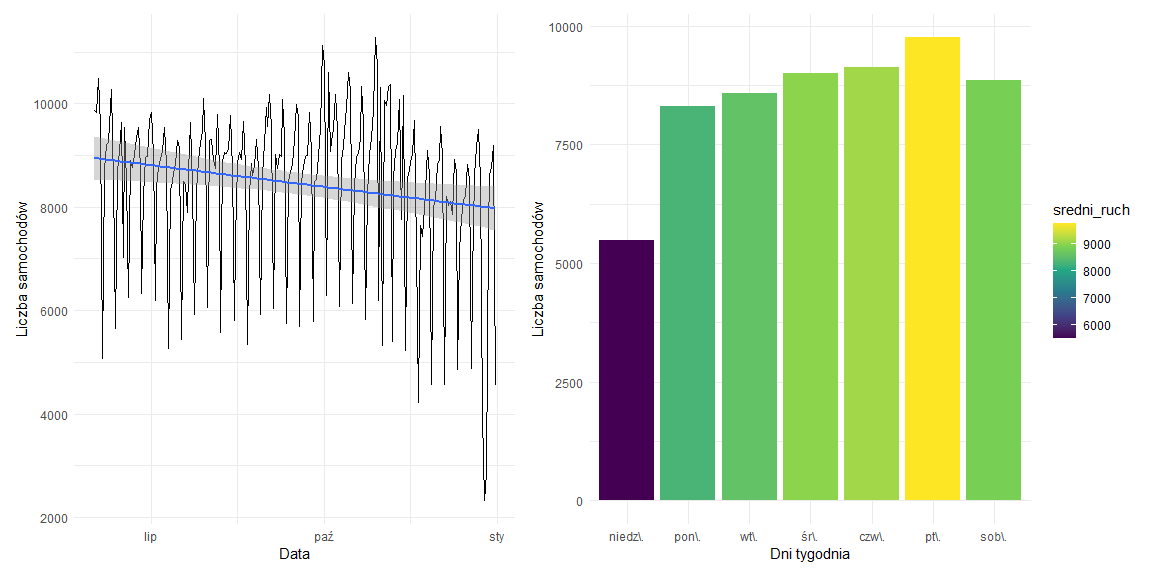 Liczba samochodów
10000
8000
6000
4000
2000
lip
paź
sty
Data
Liczba samochodów
10000
7500
5000
2500
0
niedz\.
pon\.
wt\.
śr\.
czw\.
pt\.
sob\.
Dni tygodnia
sredni_ruch
9000
8000
7000
6000